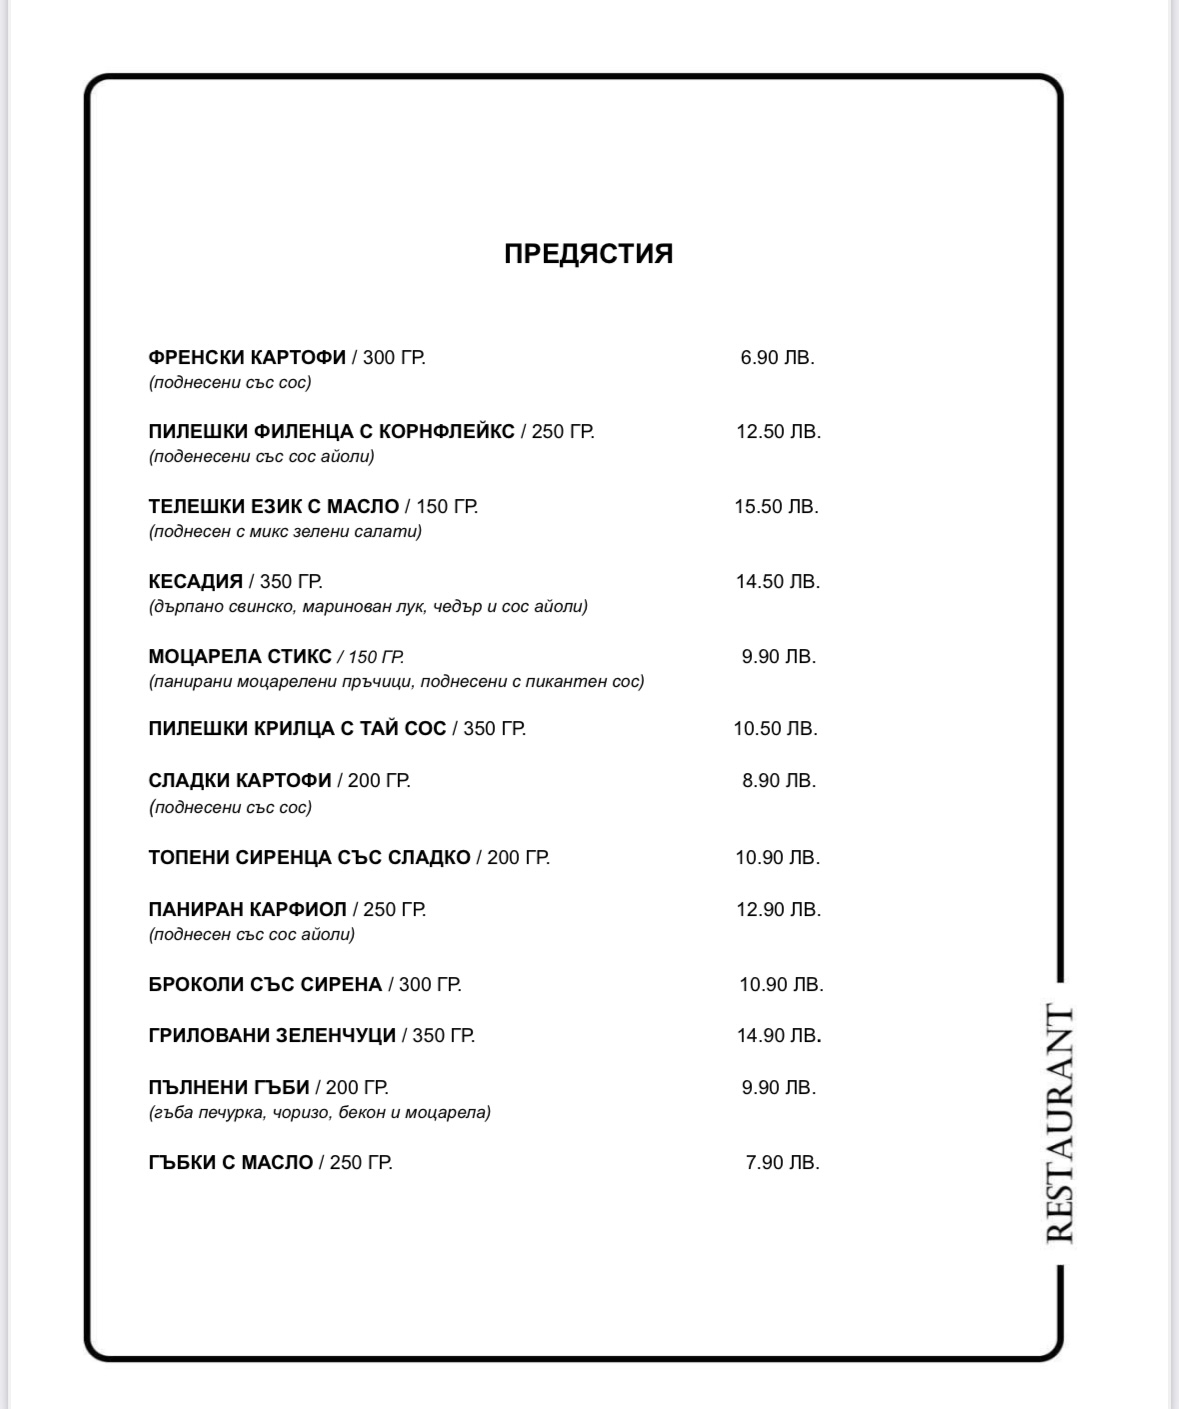 ПРЕДЯСТИЯ
ФРЕНСКИ КАРТОФИ / 300 ГР. 6.90 ЛВ.
(поднесени със сос)
ПИЛЕШКИ ФИЛЕНЦА С КОРНФЛЕЙКС / 250 ГР. 12.50 ЛВ.
(поденесени със сос айоли)
ТЕЛЕШКИ ЕЗИК С МАСЛО / 150 ГР. 15.50 ЛВ.
(поднесен с микс зелени салати)
КЕСАДИЯ / 350 ГР. 14.50 ЛВ.
(дърпано свинско, маринован лук, чедър и сос айоли)
МОЦАРЕЛА СТИКС / 150 ГР. 9.90 ЛВ.
(панирани моцарелени пръчици, поднесени с пикантен сос)
ПИЛЕШКИ КРИЛЦА С ТАЙ СОС / 350 ГР. 10.50 ЛВ.
СЛАДКИ КАРТОФИ / 200 ГР. 8.90 ЛВ.
(поднесени със сос)
ТОПЕНИ СИРЕНЦА СЪС СЛАДКО / 200 ГР. 10.90 ЛВ.
ПАНИРАН КАРФИОЛ / 250 ГР. 12.90 ЛВ.
(поднесен със сос айоли)
БРОКОЛИ СЪС СИРЕНА / 300 ГР. 10.90 ЛВ.
ГРИЛОВАНИ ЗЕЛЕНЧУЦИ / 350 ГР. 14.90 ЛВ.
ПЪЛНЕНИ ГЪБИ / 200 ГР. 9.90 ЛВ.
(гъба печурка, чоризо, бекон и моцарела)
ГЪБКИ С МАСЛО / 250 ГР. 7.90 ЛВ.
RESTAURANT